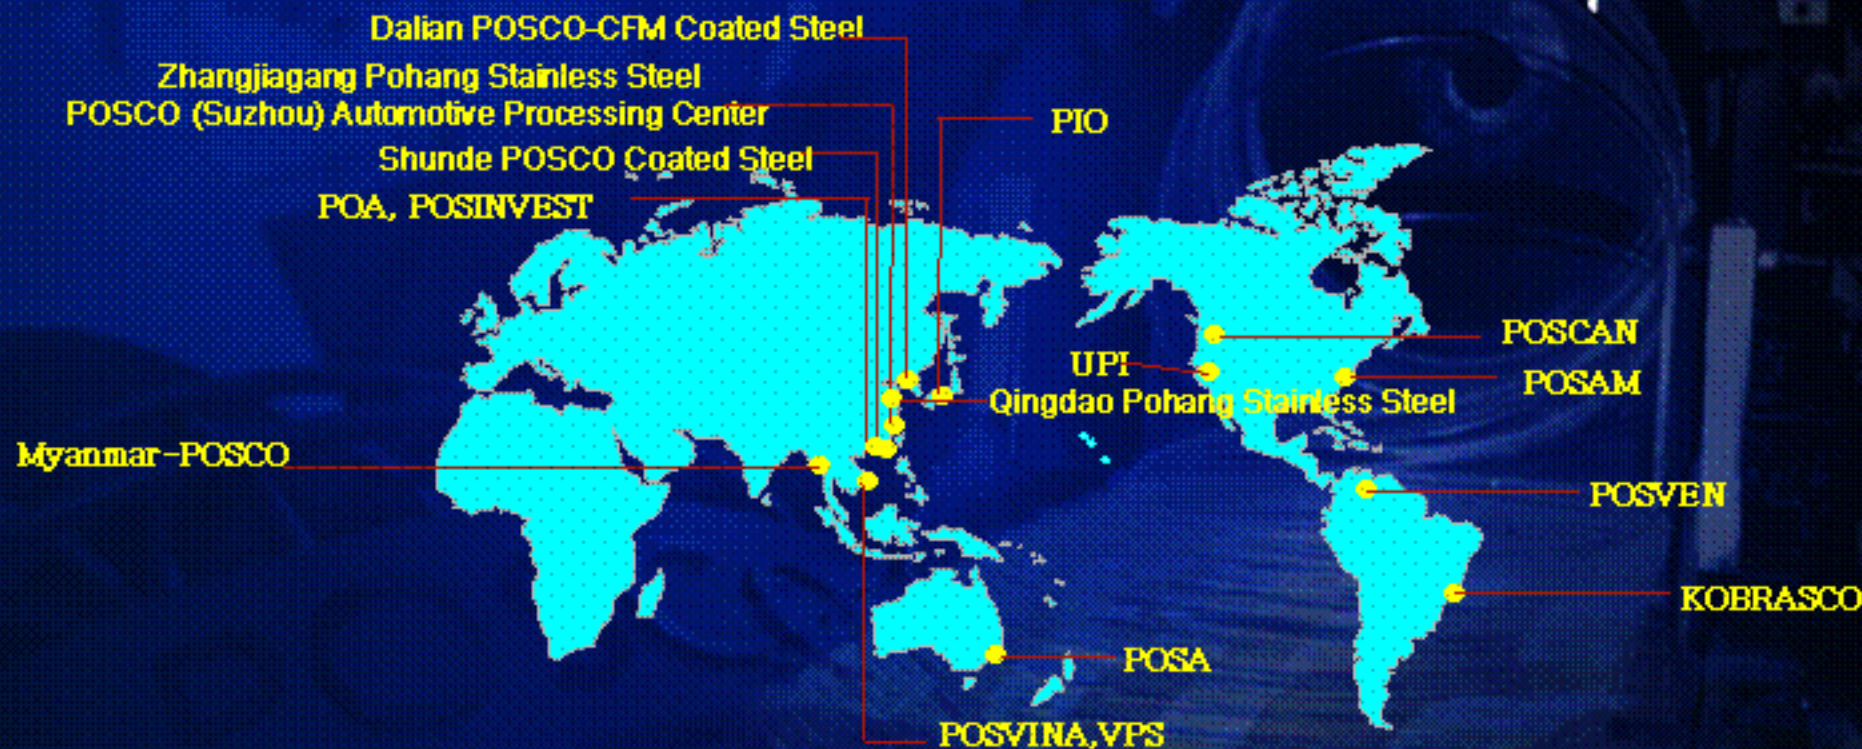 Dalian POSCO-CFM Coated Steel
Zhangjiagang Pohang Stainless Steel
POSCO (Suzhou) Automotive Processing Center
PIO
Shunde POSCO Coated Steel
POA, POSINVEST
POSCAN
UPI
POSAM
Qingdao Pohang Stainless Steel
Myanmar-POSCO
POSVEN
KOBRASCO
POSA
POSVINA,VPS